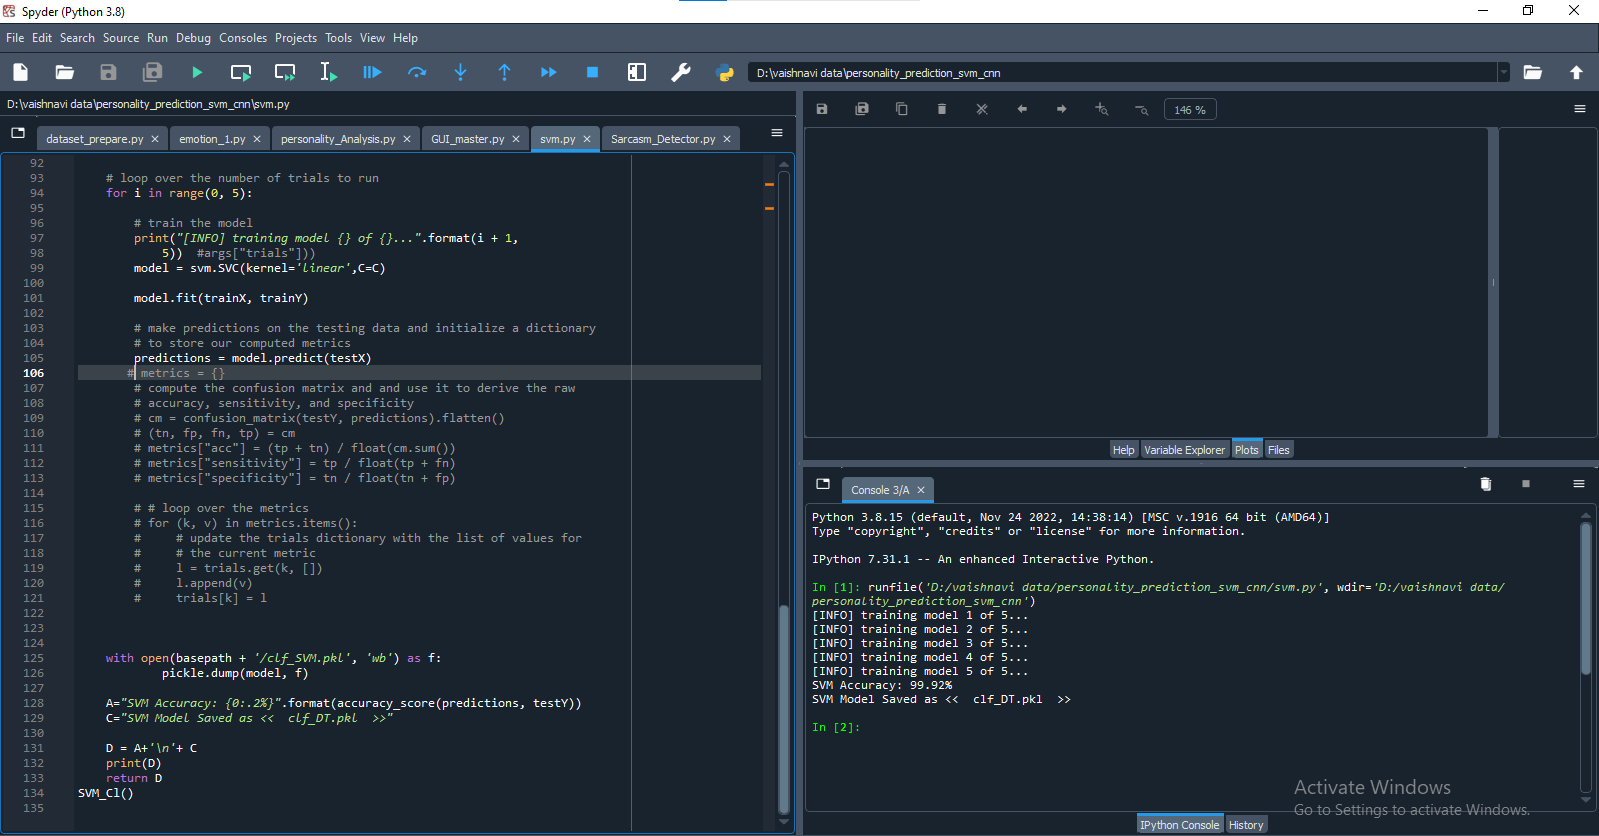 Spyder (Python 3.8)
File Edit Search Source Run Debug Consoles Projects Tools View Help
D:\vaishnavi data\personality_prediction_svm_cnn
D:\vaishnavi data\personality_prediction_svm_cnn\svm.py
146 %
dataset_prepare.py emotion_1.py personality_Analysis.py GUI_master.py svm.py Sarcasm_Detector.py
92
93 # loop over the number of trials to run
94 for i in range(0, 5):
95
96 # train the model
97 print("[INFO] training model {} of {}...".format(i + 1,
98 5)) #args["trials"]))
99 model = svm.SVC(kernel='linear',C=C)
100
101 model.fit(trainX, trainY)
102
103 # make predictions on the testing data and initialize a dictionary
104 # to store our computed metrics
105 predictions = model.predict(testX)
106 # metrics = {}
107 # compute the confusion matrix and and use it to derive the raw
108 # accuracy, sensitivity, and specificity
109 # cm = confusion_matrix(testY, predictions).flatten()
110 # (tn, fp, fn, tp) = cm
111 # metrics["acc"] = (tp + tn) / float(cm.sum())
112 # metrics["sensitivity"] = tp / float(tp + fn)
113 # metrics["specificity"] = tn / float(tn + fp)
114
115 # # loop over the metrics
116 # for (k, v) in metrics.items():
117 # # update the trials dictionary with the list of values for
118 # # the current metric
119 # l = trials.get(k, [])
120 # l.append(v)
121 # trials[k] = l
122
123
124
125 with open(basepath + '/clf_SVM.pkl', 'wb') as f:
126 pickle.dump(model, f)
127
128 A="SVM Accuracy: {0:.2%}".format(accuracy_score(predictions, testY))
129 C="SVM Model Saved as << clf_DT.pkl >>"
130
131 D = A+'\n'+ C
132 print(D)
133 return D
134 SVM_Cl()
135
Help Variable Explorer Plots Files
Console 3/A
Python 3.8.15 (default, Nov 24 2022, 14:38:14) [MSC v.1916 64 bit (AMD64)]
Type "copyright", "credits" or "license" for more information.
IPython 7.31.1 -- An enhanced Interactive Python.
In [1]: runfile('D:/vaishnavi data/personality_prediction_svm_cnn/svm.py', wdir='D:/vaishnavi data/
personality_prediction_svm_cnn')
[INFO] training model 1 of 5...
[INFO] training model 2 of 5...
[INFO] training model 3 of 5...
[INFO] training model 4 of 5...
[INFO] training model 5 of 5...
SVM Accuracy: 99.92%
SVM Model Saved as << clf_DT.pkl >>
In [2]:
Activate Windows
Go to Settings to activate Windows.
IPython Console History